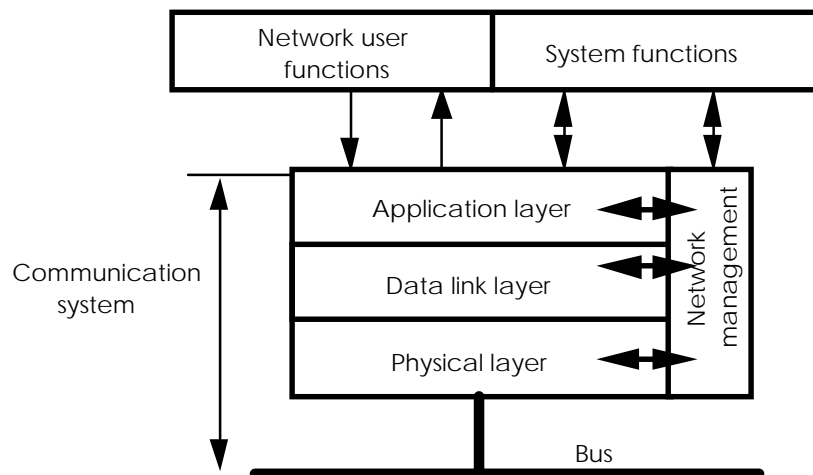 Network user
functions
System functions
Application layer
Communication
system
Data link layer
Physical layer
Network
management
Bus